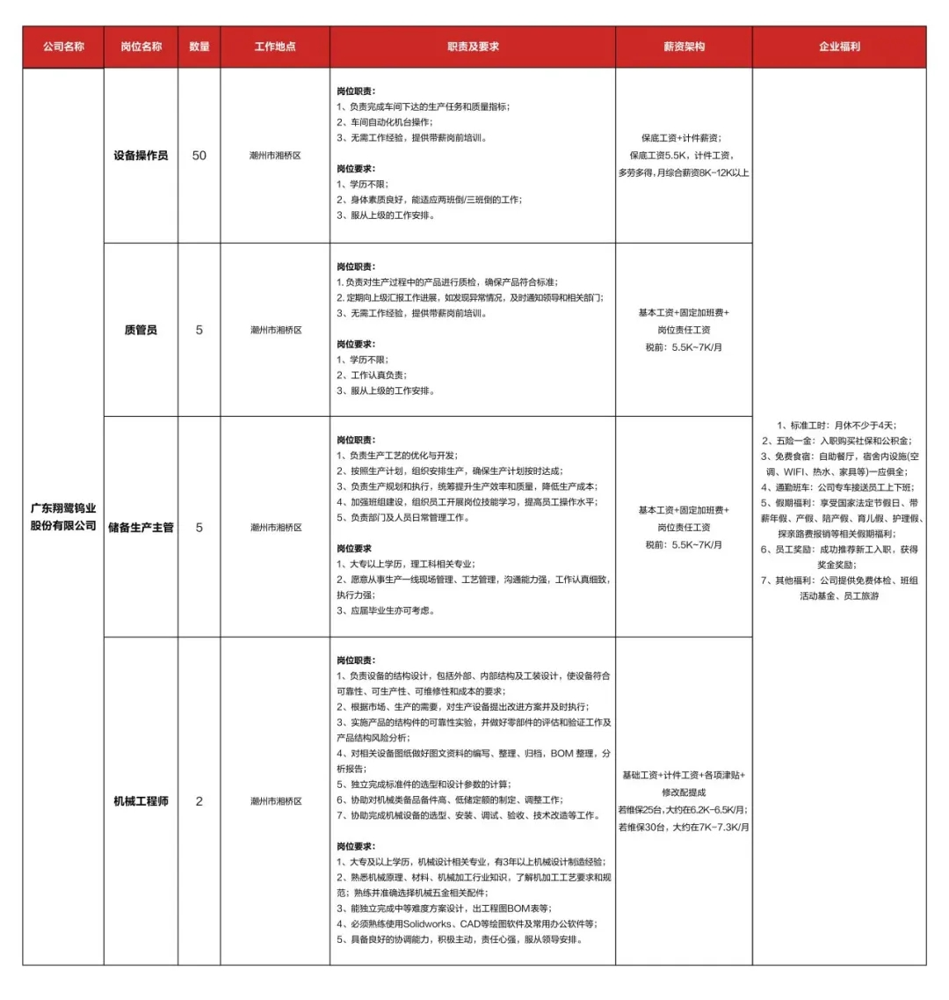 公司名称
岗位名称
数量
工作地点
职责及要求
薪资架构
企业福利
广东翔鹭钨业
股份有限公司
设备操作员
50
潮州市湘桥区
岗位职责：
1、负责完成车间下达的生产任务和质量指标；
2、车间自动化机台操作；
3、无需工作经验，提供带薪岗前培训。
岗位要求：
1、学历不限；
2、身体素质良好，能适应两班倒/三班倒的工作；
3、服从上级的工作安排。
保底工资+计件薪资；
保底工资5.5K，计件工资，
多劳多得，月综合薪资8K-12K以上
质管员
5
潮州市湘桥区
岗位职责：
1. 负责对生产过程中的产品进行质检，确保产品符合标准；
2. 定期向上级汇报工作进展，如发现异常情况，及时通知领导和相关部门；
3、无需工作经验，提供带薪岗前培训。
岗位要求：
1、学历不限；
2、工作认真负责；
3、服从上级的工作安排。
基本工资+固定加班费+
岗位责任工资
税前：5.5K~7K/月
储备生产主管
5
潮州市湘桥区
岗位职责：
1、负责生产工艺的优化与开发；
2、按照生产计划，组织安排生产，确保生产计划按时达成；
3、负责生产规划和执行，统筹提升生产效率和质量，降低生产成本；
4、加强班组建设，组织员工开展岗位技能学习，提高员工操作水平；
5、负责部门及人员日常管理工作。
岗位要求
1、大专以上学历，理工科相关专业；
2、愿意从事生产一线现场管理、工艺管理，沟通能力强，工作认真细致，
执行力强；
3、应届毕业生亦可考虑。
基本工资+固定加班费+
岗位责任工资
税前：5.5K~7K/月
机械工程师
2
潮州市湘桥区
岗位职责：
1、负责设备的结构设计，包括外部、内部结构及工装设计，使设备符合
可靠性、可生产性、可维修性和成本的要求；
2、根据市场、生产的需要，对生产设备提出改进方案并及时执行；
3、实施产品的结构件的可靠性实验，并做好零部件的评估和验证工作及
产品结构风险分析；
4、对相关设备图纸做好图文资料的编写、整理、归档，BOM 整理，分
析报告；
5、独立完成标准件的选型和设计参数的计算；
6、协助对机械类备品备件高、低储定额的制定、调整工作；
7、协助完成机械设备的选型、安装、调试、验收、技术改造等工作。
岗位要求：
1、大专及以上学历，机械设计相关专业，有3年以上机械设计制造经验；
2、熟悉机械原理、材料、机械加工行业知识，了解机加工工艺要求和规
范；熟练并准确选择机械五金相关配件；
3、能独立完成中等难度方案设计，出工程图BOM表等；
4、必须熟练使用Solidworks、CAD等绘图软件及常用办公软件等；
5、具备良好的协调能力，积极主动，责任心强，服从领导安排。
基础工资+计件工资+各项津贴+
修改配提成
若维保25台，大约在6.2K-6.5K/月；
若维保30台，大约在7K-7.3K/月
1、标准工时：月休不少于4天；
2、五险一金：入职购买社保和公积金；
3、免费食宿：自助餐厅，宿舍内设施(空
调、WIFI、热水、家具等)一应俱全；
4、通勤班车：公司专车接送员工上下班；
5、假期福利：享受国家法定节假日、带
薪年假、产假、陪产假、育儿假、护理假、
探亲路费报销等相关假期福利；
6、员工奖励：成功推荐新工入职，获得
奖金奖励；
7、其他福利：公司提供免费体检、班组
活动基金、员工旅游